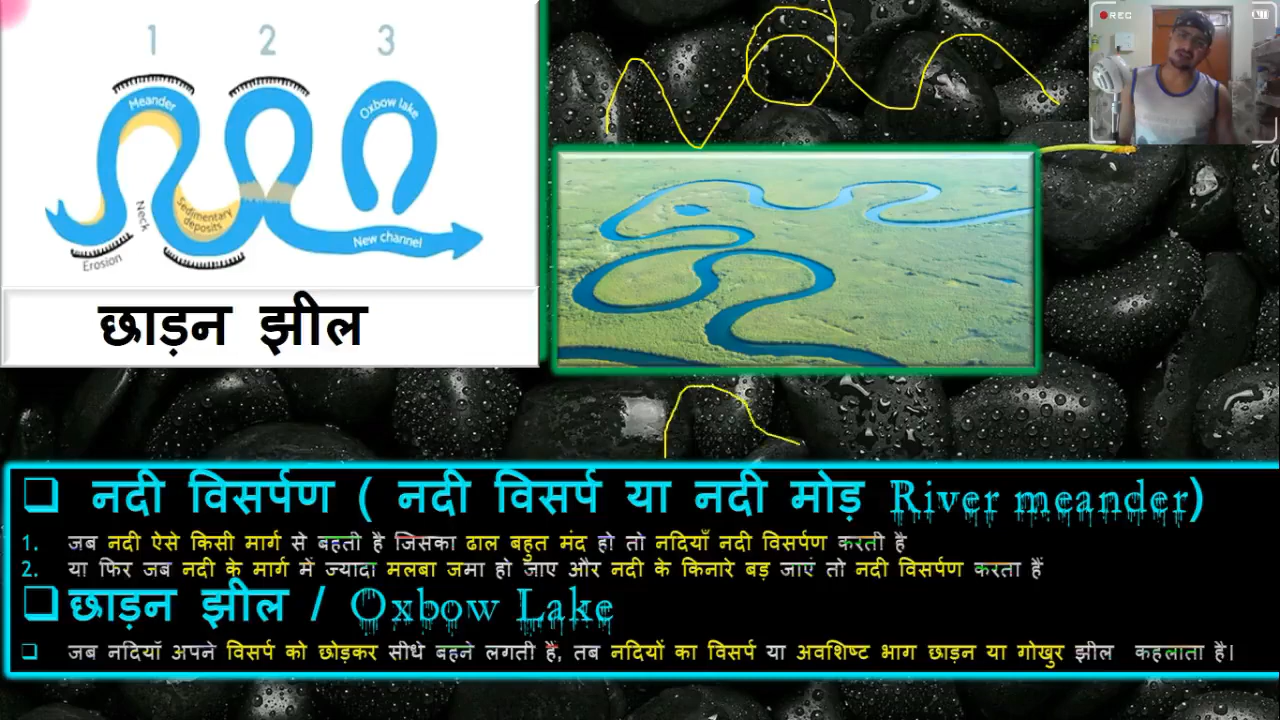 1 2 3
Meander
Oxbow lake
Neck
Sedimentary
deposits
Erosion
New channel
छाड़न झील
REC
नदी विसर्पण ( नदी विसर्प या नदी मोड़ River meander)
1. जब नदी ऐसे किसी मार्ग से बहती है जिसका ढाल बहुत मंद हो तो नदियाँ नदी विसर्पण करती है
2. या फिर जब नदी के मार्ग में ज्यादा मलबा जमा हो जाए और नदी के किनारे बड़ जाएं तो नदी विसर्पण करता हैं
छाड़न झील / Oxbow Lake
जब नदियॉ अपने विसर्प को छोड़कर सीधे बहने लगती हैं, तब नदियों का विसर्प या अवशिष्ट भाग छाड़न या गोखुर झील कहलाता है।